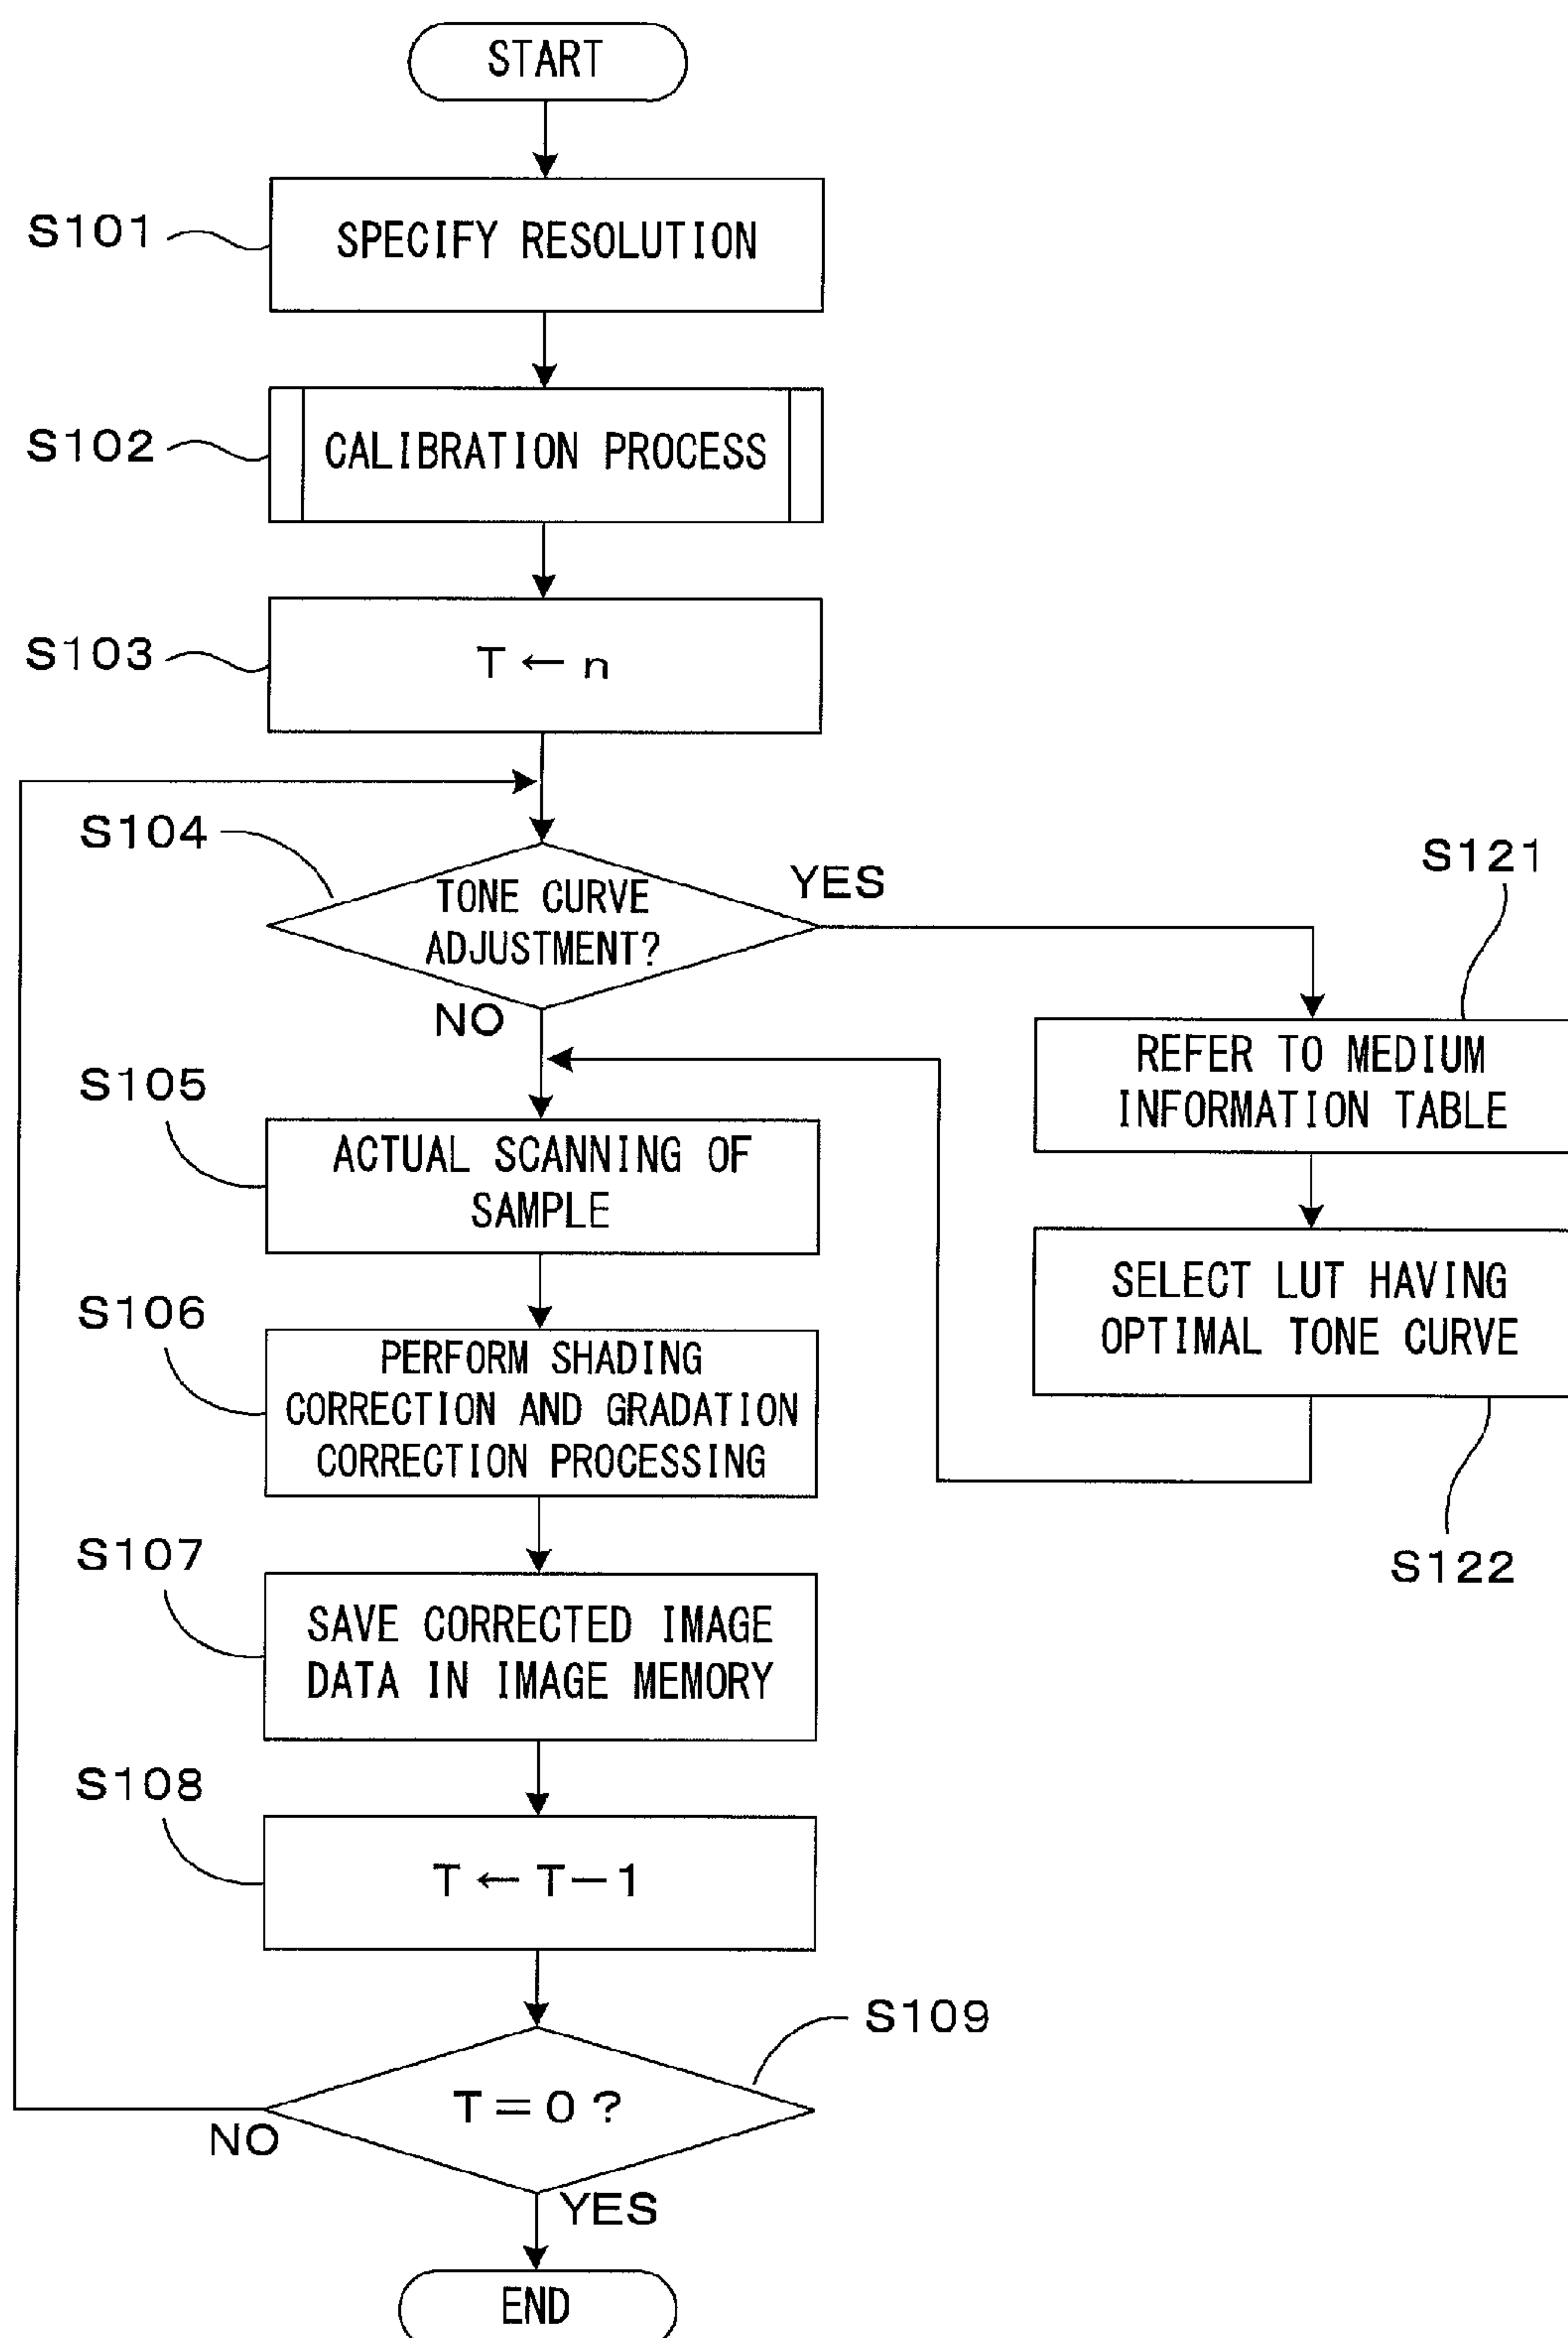 START
S101
SPECIFY RESOLUTION
S102
CALIBRATION PROCESS
S103
T ← n
S104
TONE CURVE
ADJUSTMENT?
YES
NO
S121
REFER TO MEDIUM
INFORMATION TABLE
SELECT LUT HAVING
OPTIMAL TONE CURVE
S122
S105
ACTUAL SCANNING OF
SAMPLE
S106
PERFORM SHADING
CORRECTION AND GRADATION
CORRECTION PROCESSING
S107
SAVE CORRECTED IMAGE
DATA IN IMAGE MEMORY
S108
T ← T−1
S109
T=0?
NO
YES
END